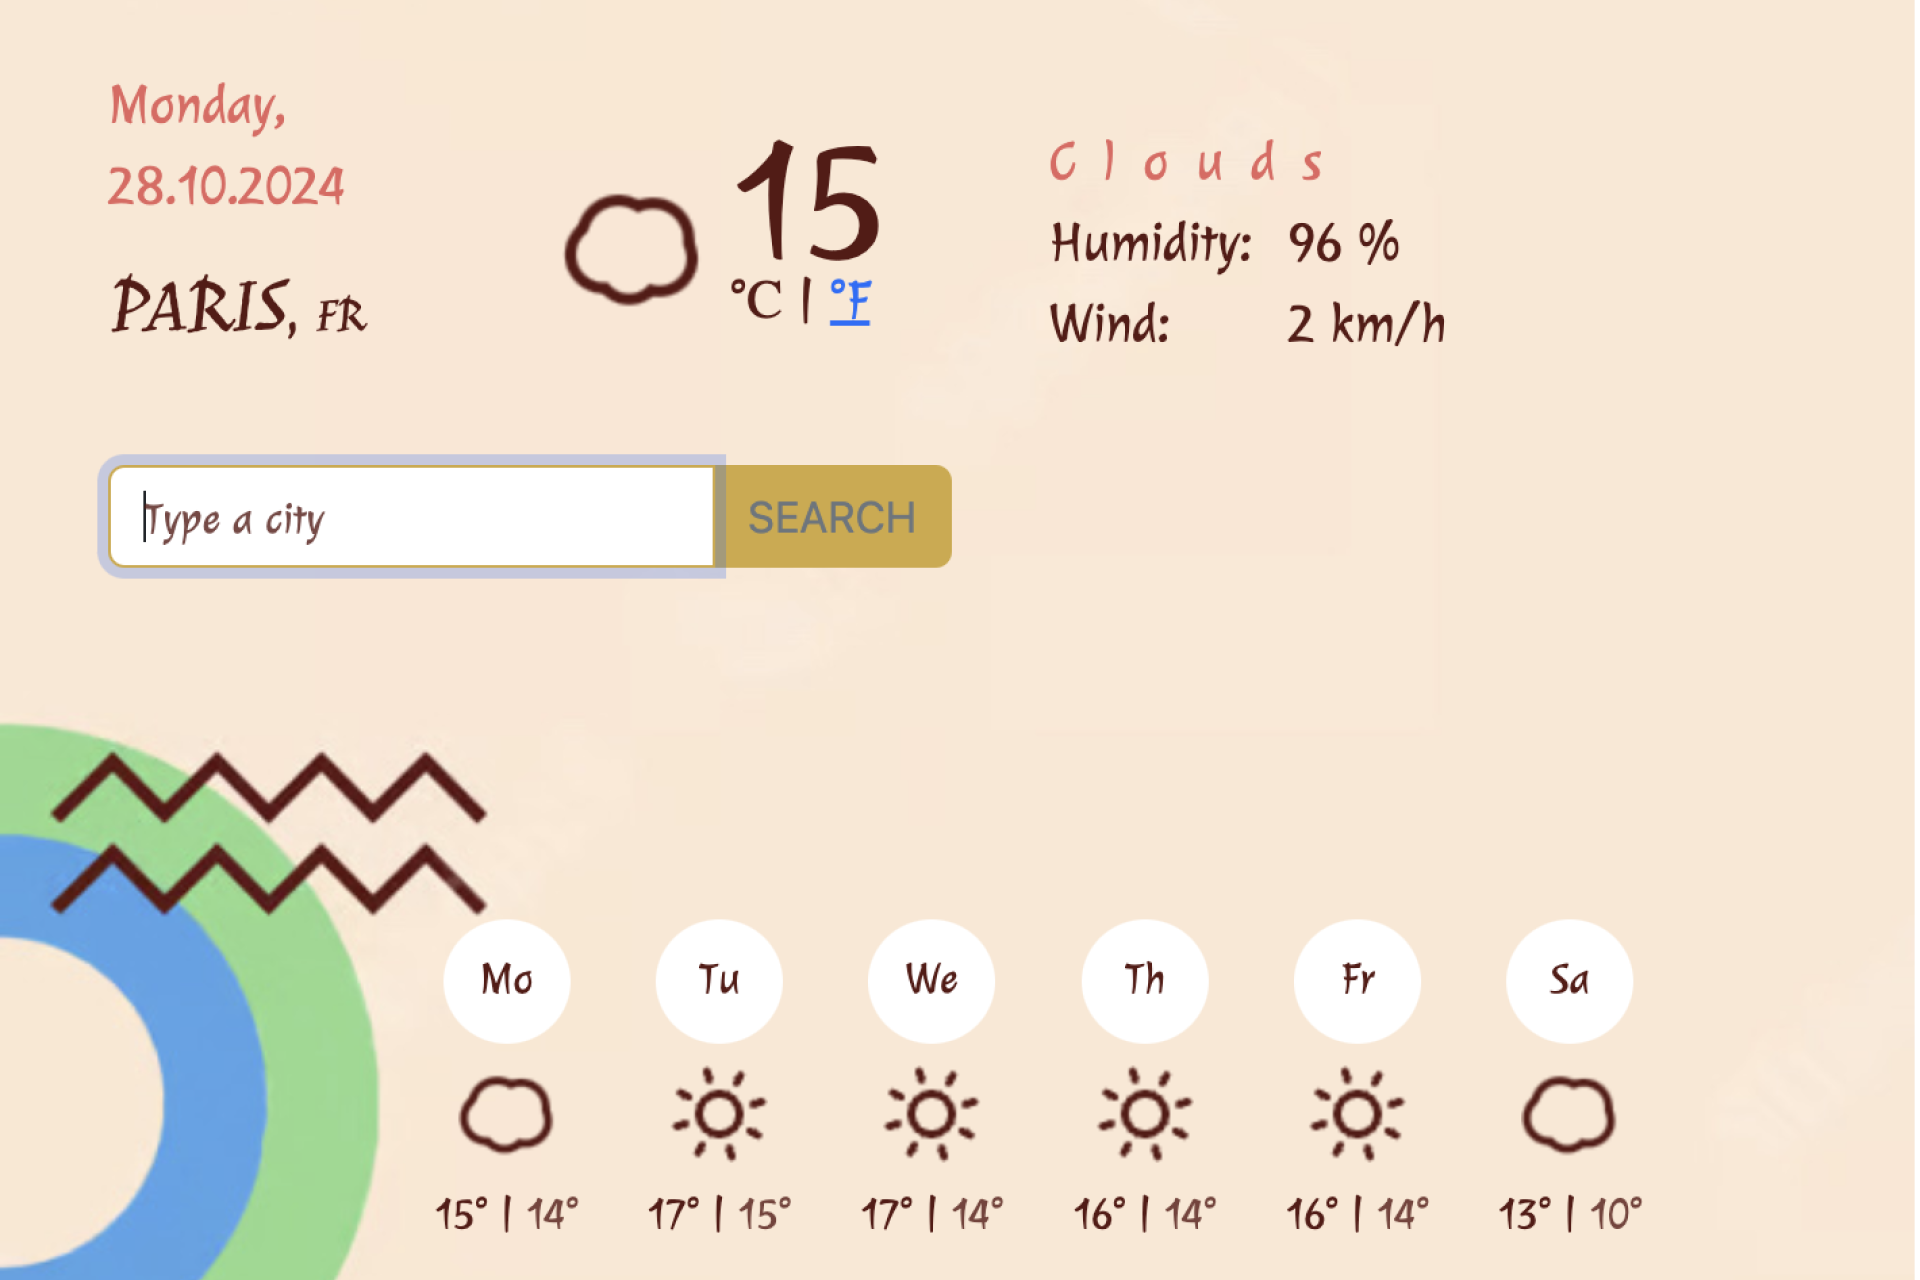 Monday,
28.10.2024
PARIS, FR
15
°C | °F
Clouds
Humidity: 96 %
Wind: 2 km/h
Type a city
SEARCH
Mo Tu We Th Fr Sa
15° | 14° 17° | 15° 17° | 14° 16° | 14° 16° | 14° 13° | 10°